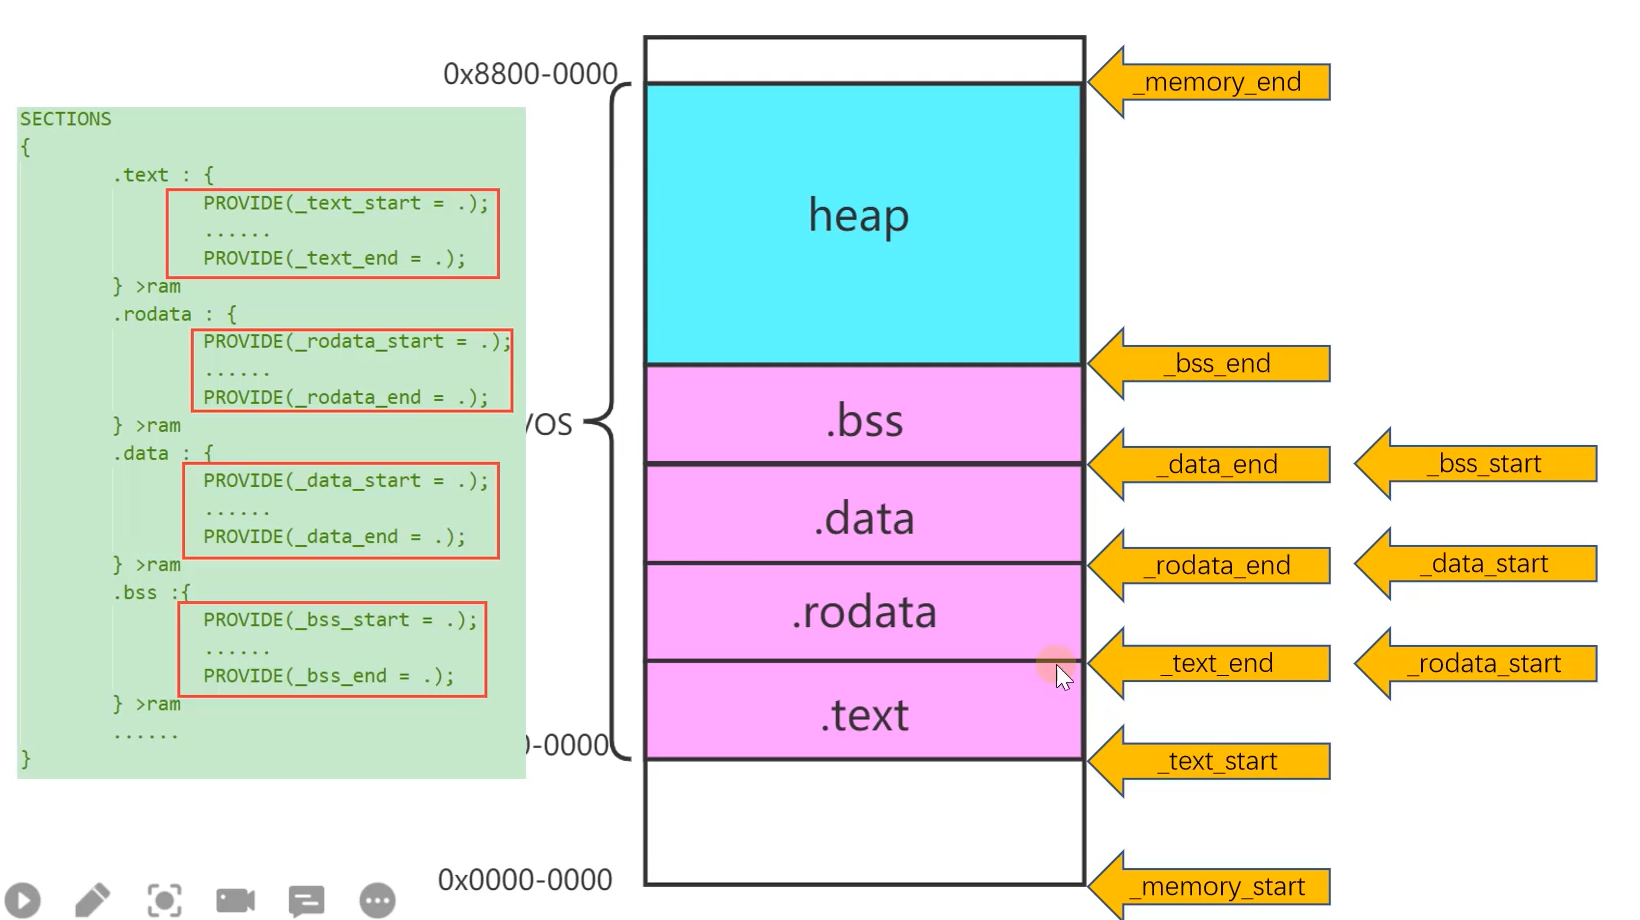 SECTIONS
{
.text : {
PROVIDE(_text_start = .);
......
PROVIDE(_text_end = .);
} >ram
.rodata : {
PROVIDE(_rodata_start = .);
......
PROVIDE(_rodata_end = .);
} >ram
.data : {
PROVIDE(_data_start = .);
......
PROVIDE(_data_end = .);
} >ram
.bss :{
PROVIDE(_bss_start = .);
......
PROVIDE(_bss_end = .);
} >ram
......
}
0x8800-0000
/OS
-0000
0x0000-0000
heap
.bss
.data
.rodata
.text
_memory_end
_bss_end
_data_end
_bss_start
_rodata_end
_data_start
_text_end
_rodata_start
_text_start
_memory_start